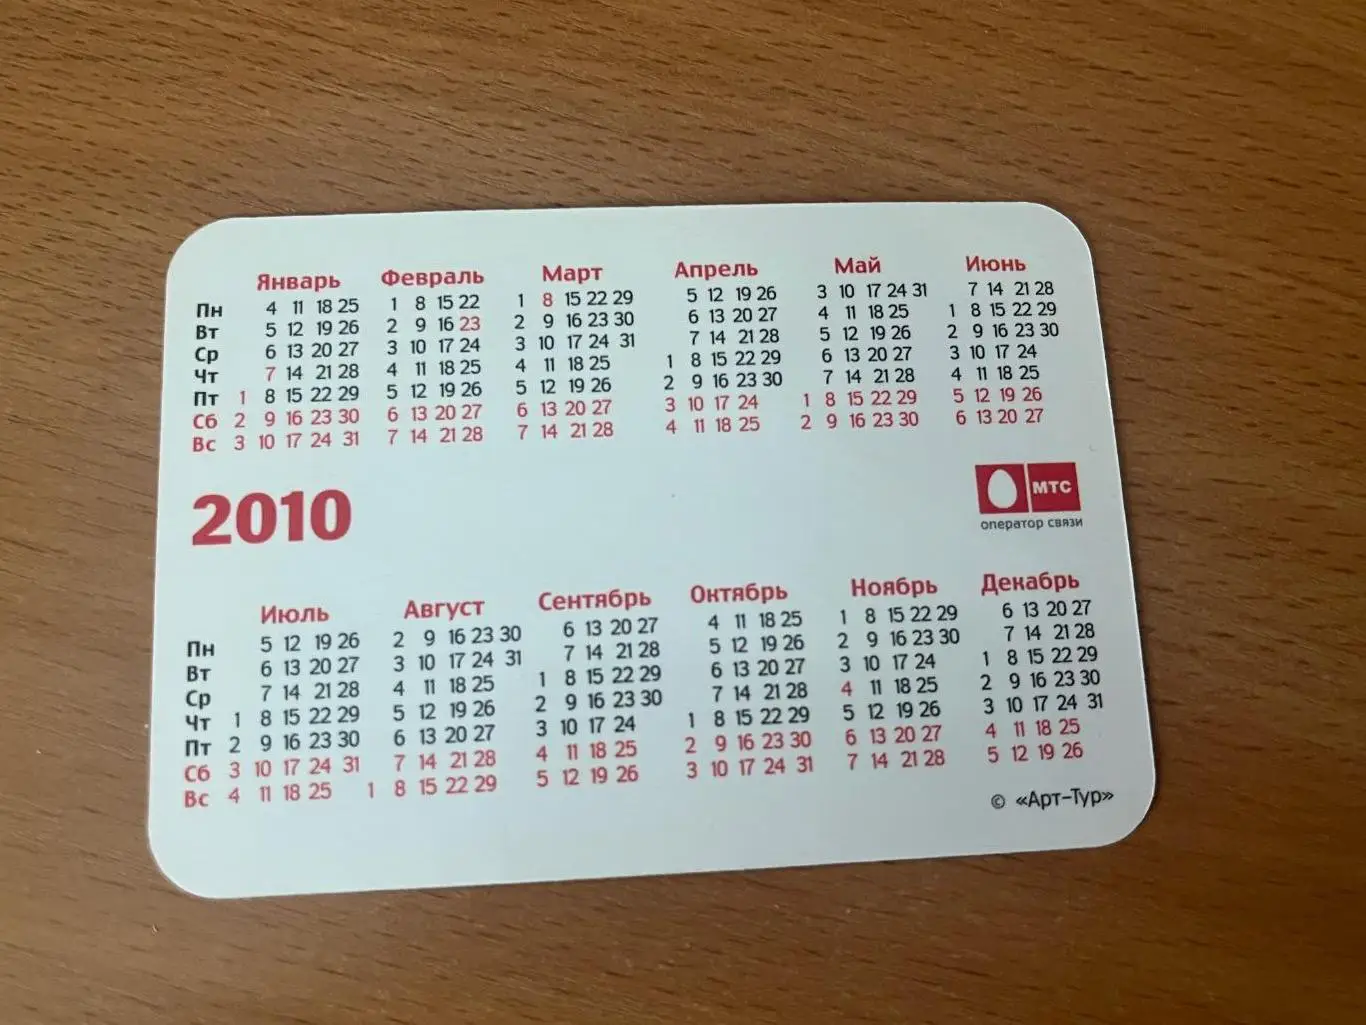 Январь Февраль Март Апрель Май Июнь
Пн 4 11 18 25 1 8 15 22 1 8 15 22 29 5 12 19 26 3 10 17 24 31 7 14 21 28
Вт 5 12 19 26 2 9 16 23 2 9 16 23 30 6 13 20 27 4 11 18 25 1 8 15 22 29
Ср 6 13 20 27 3 10 17 24 3 10 17 24 31 7 14 21 28 5 12 19 26 2 9 16 23 30
Чт 7 14 21 28 4 11 18 25 4 11 18 25 1 8 15 22 29 6 13 20 27 3 10 17 24
Пт 1 8 15 22 29 5 12 19 26 5 12 19 26 2 9 16 23 30 7 14 21 28 4 11 18 25
Сб 2 9 16 23 30 6 13 20 27 6 13 20 27 3 10 17 24 1 8 15 22 29 5 12 19 26
Вс 3 10 17 24 31 7 14 21 28 7 14 21 28 4 11 18 25 2 9 16 23 30 6 13 20 27
2010
МТС
оператор связи
Июль Август Сентябрь Октябрь Ноябрь Декабрь
Пн 5 12 19 26 2 9 16 23 30 6 13 20 27 4 11 18 25 1 8 15 22 29 6 13 20 27
Вт 6 13 20 27 3 10 17 24 31 7 14 21 28 5 12 19 26 2 9 16 23 30 7 14 21 28
Ср 7 14 21 28 4 11 18 25 1 8 15 22 29 6 13 20 27 3 10 17 24 1 8 15 22 29
Чт 1 8 15 22 29 5 12 19 26 2 9 16 23 30 7 14 21 28 4 11 18 25 2 9 16 23 30
Пт 2 9 16 23 30 6 13 20 27 3 10 17 24 1 8 15 22 29 5 12 19 26 3 10 17 24 31
Сб 3 10 17 24 31 7 14 21 28 4 11 18 25 2 9 16 23 30 6 13 20 27 4 11 18 25
Вс 4 11 18 25 1 8 15 22 29 5 12 19 26 3 10 17 24 31 7 14 21 28 5 12 19 26
© «Арт-Тур»